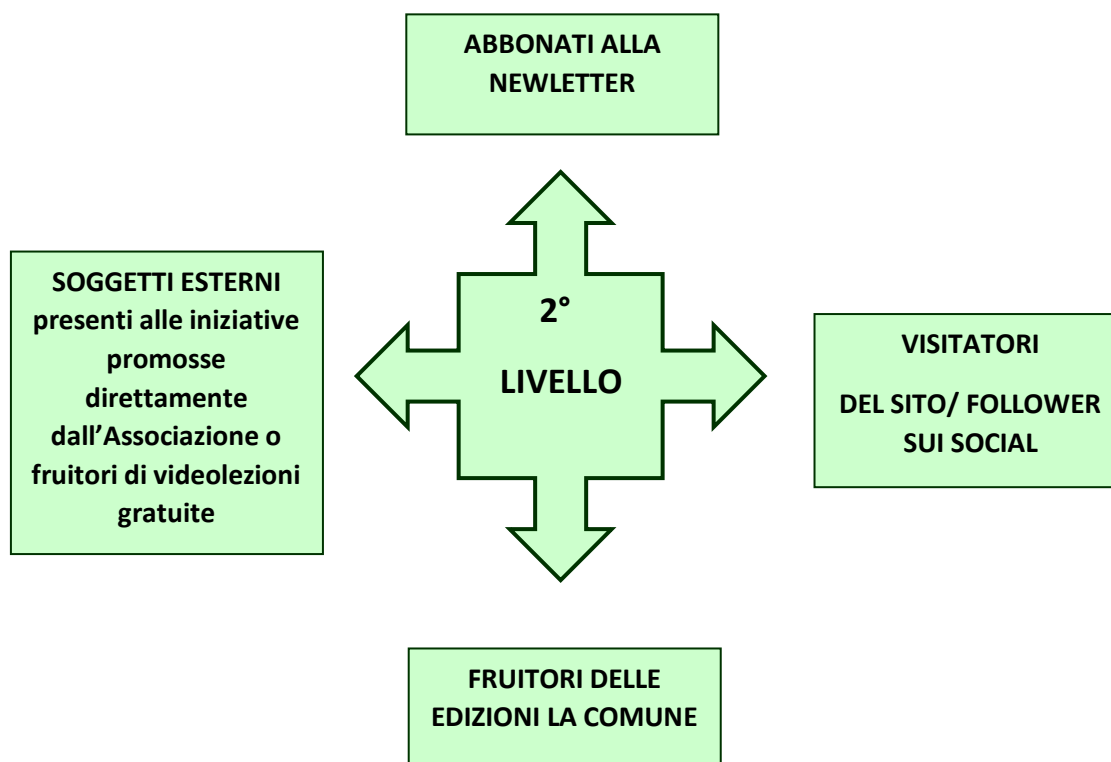 ABBONATI ALLA
NEWLETTER
SOGGETTI ESTERNI
presenti alle iniziative
promosse
direttamente
dall’Associazione o
fruitori di videolezioni
gratuite
2°
LIVELLO
VISITATORI
DEL SITO/ FOLLOWER
SUI SOCIAL
FRUITORI DELLE
EDIZIONI LA COMUNE